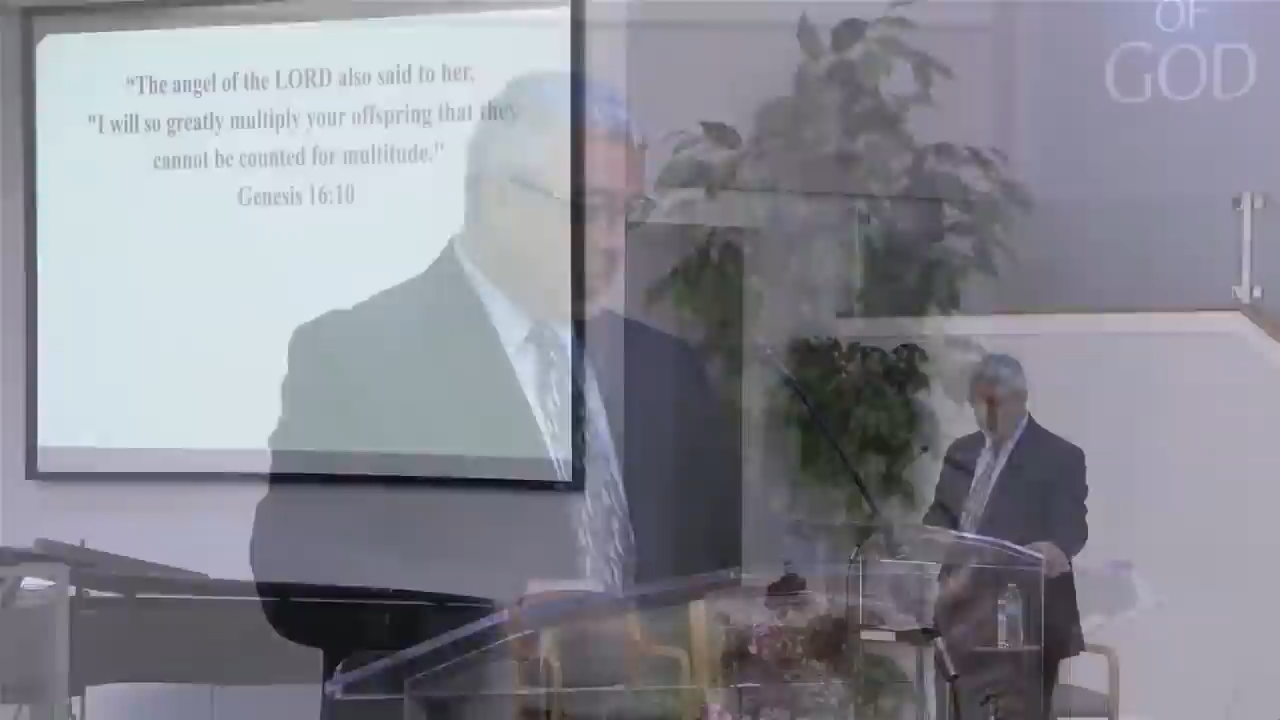 “The angel of the LORD also said to her,
"I will so greatly multiply your offspring that they
cannot be counted for multitude."
Genesis 16:10
OF
GOD